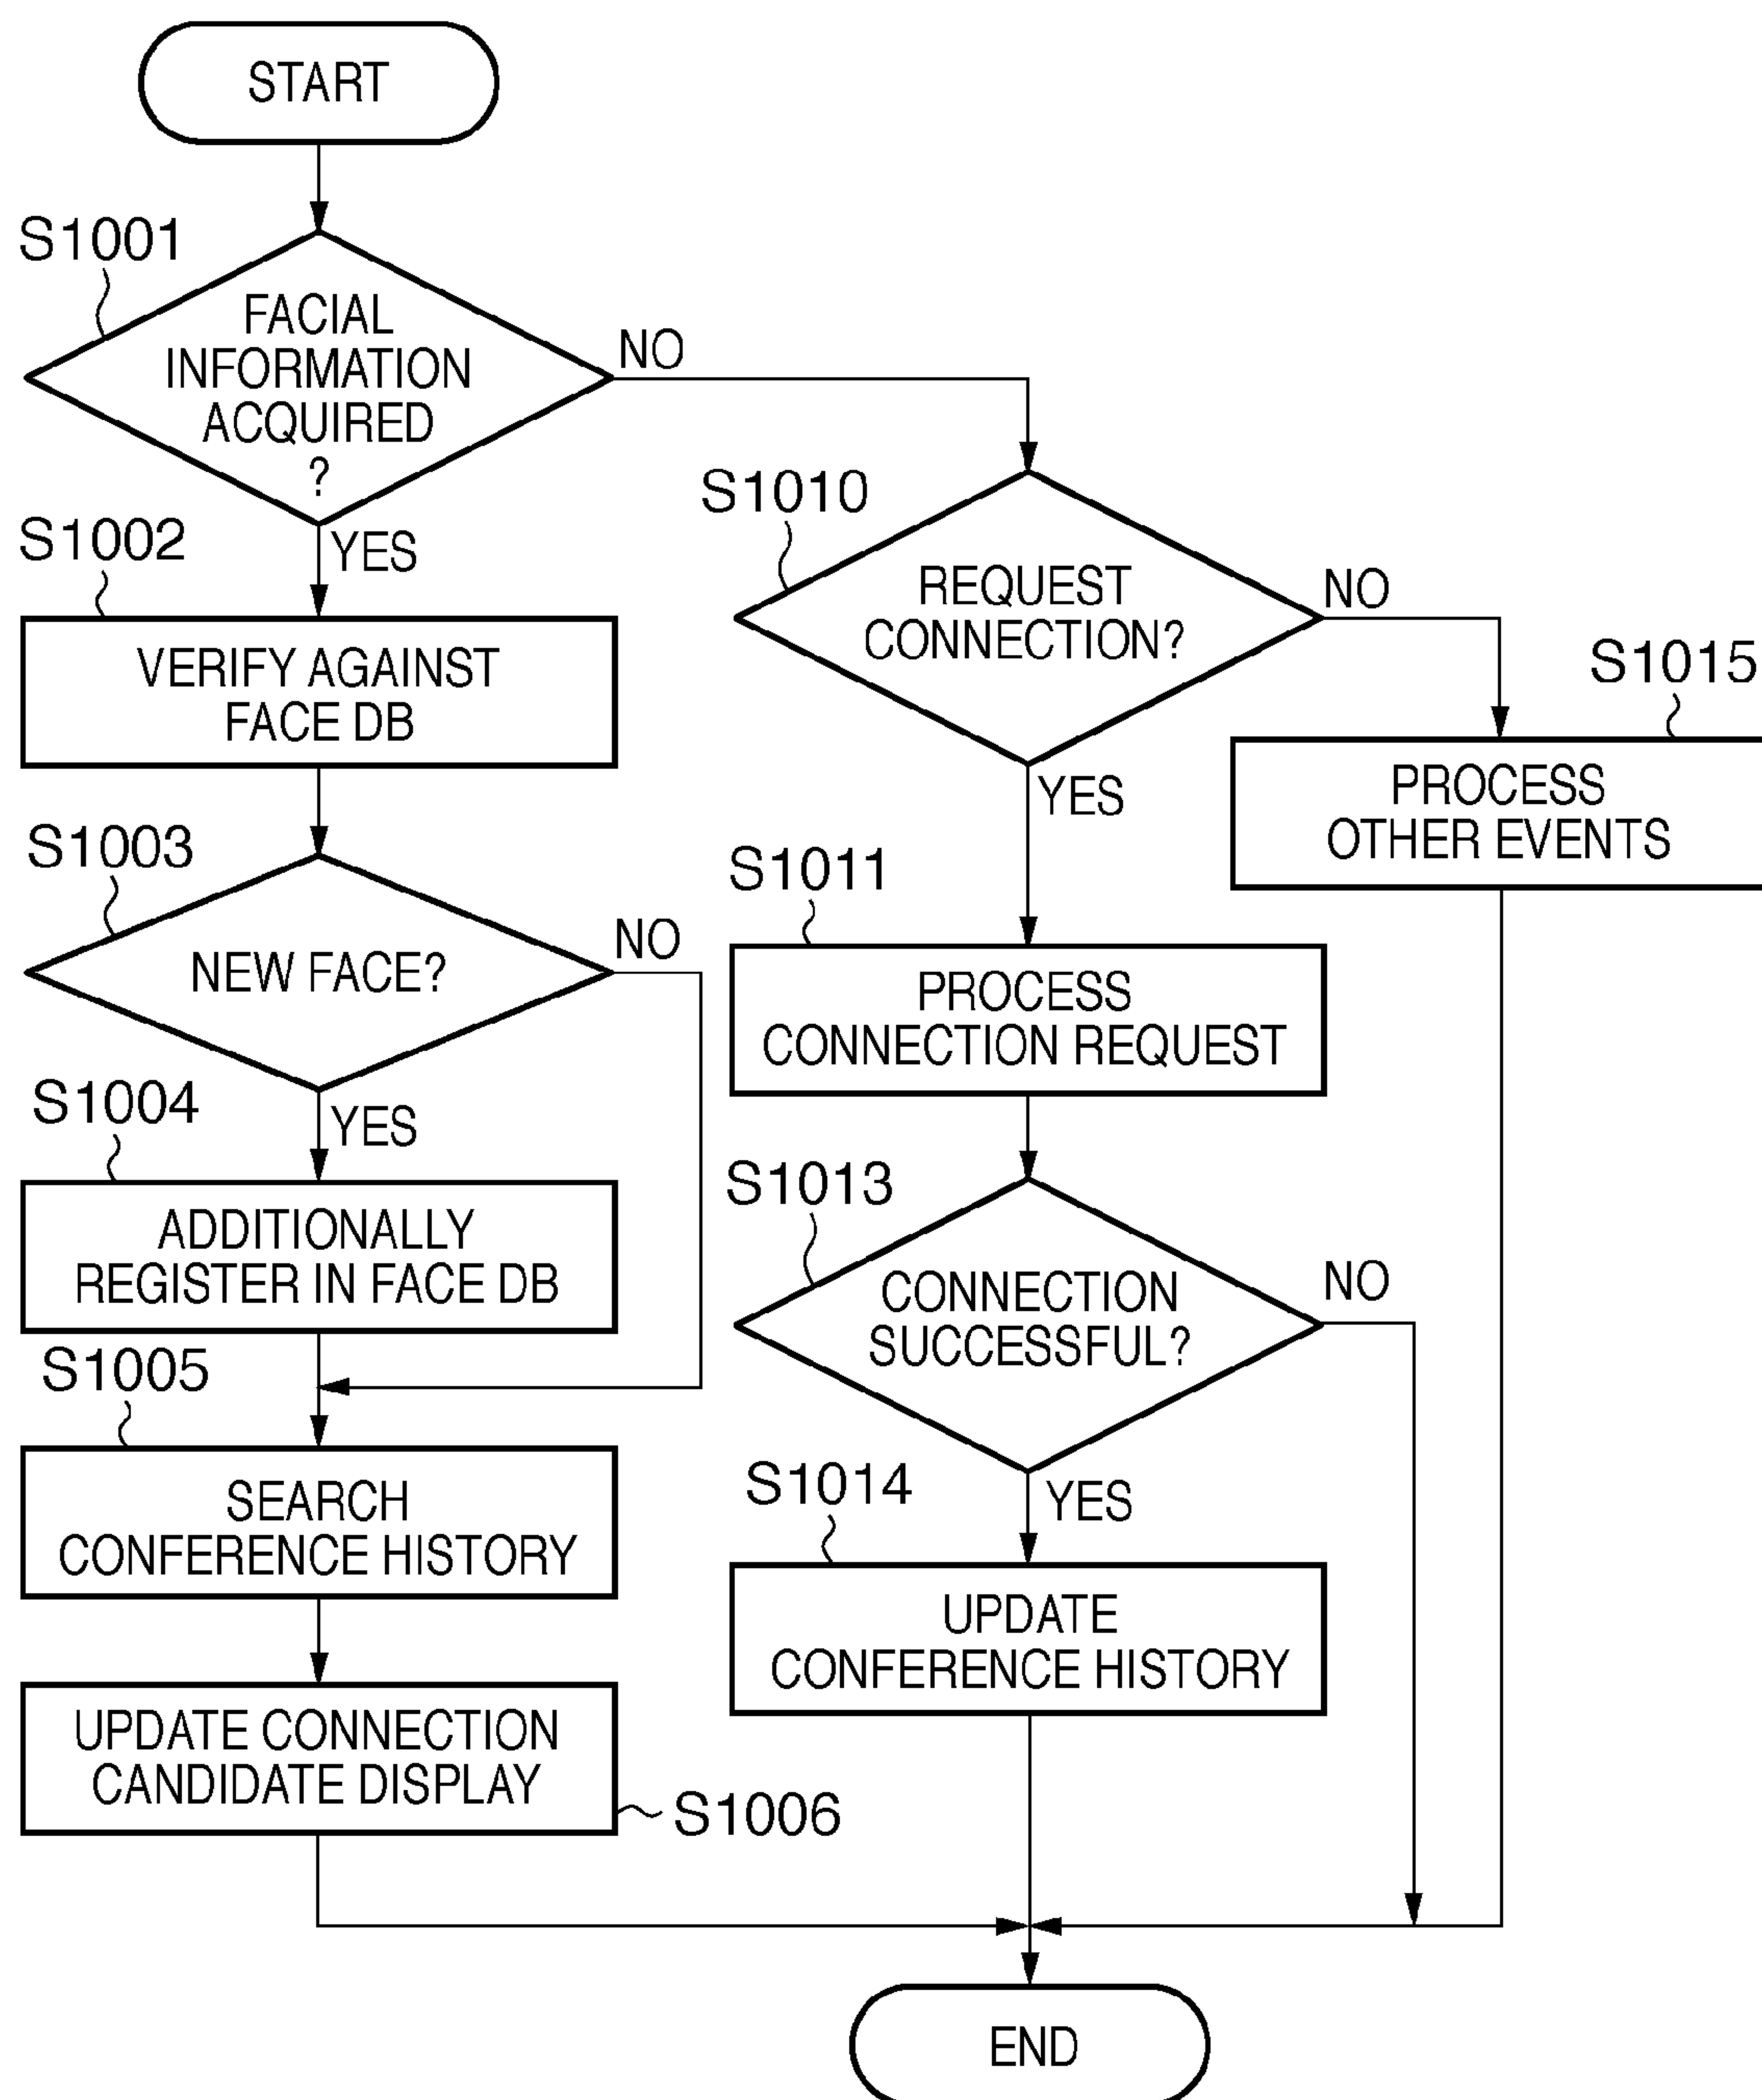 START
S1001
FACIAL
INFORMATION
ACQUIRED
?
NO
YES
S1002
VERIFY AGAINST
FACE DB
S1003
NEW FACE?
NO
YES
S1004
ADDITIONALLY
REGISTER IN FACE DB
S1005
SEARCH
CONFERENCE HISTORY
UPDATE CONNECTION
CANDIDATE DISPLAY
S1006
S1010
REQUEST
CONNECTION?
NO
YES
S1015
PROCESS
OTHER EVENTS
S1011
PROCESS
CONNECTION REQUEST
S1013
CONNECTION
SUCCESSFUL?
NO
YES
S1014
UPDATE
CONFERENCE HISTORY
END